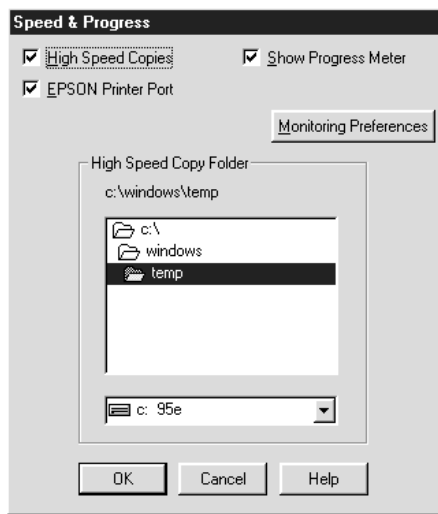 Speed & Progress
High Speed Copies Show Progress Meter
EPSON Printer Port
Monitoring Preferences
High Speed Copy Folder
c:\windows\temp
c:\
windows
temp
c: 95e
OK Cancel Help